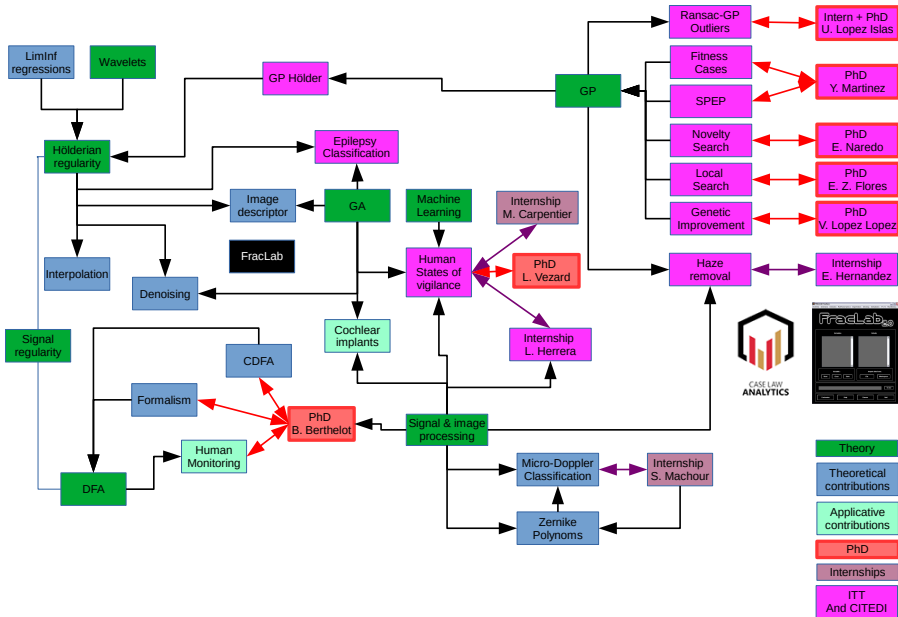 Ransac-GP
Outliers
Intern + PhD
U. Lopez Islas
LimInf
regressions
Wavelets
GP Hölder
GP
Fitness
Cases
SPEP
PhD
Y. Martinez
Novelty
Search
PhD
E. Naredo
Local
Search
PhD
E. Z. Flores
Genetic
Improvement
PhD
V. Lopez Lopez
Haze
removal
Internship
E. Hernandez
Hölderian
regularity
Epilepsy
Classification
Image
descriptor
GA
Machine
Learning
Internship
M. Carpentier
FracLab
Human
States of
vigilance
PhD
L. Vezard
Interpolation
Denoising
Cochlear
implants
Internship
L. Herrera
Signal
regularity
CDFA
Formalism
PhD
B. Berthelot
Signal & image
processing
Human
Monitoring
DFA
Micro-Doppler
Classification
Internship
S. Machour
Zernike
Polynoms
CASE LAW
ANALYTICS
FracLab
2.0
Theory
Theoretical
contributions
Applicative
contributions
PhD
Internships
ITT
And CITEDI